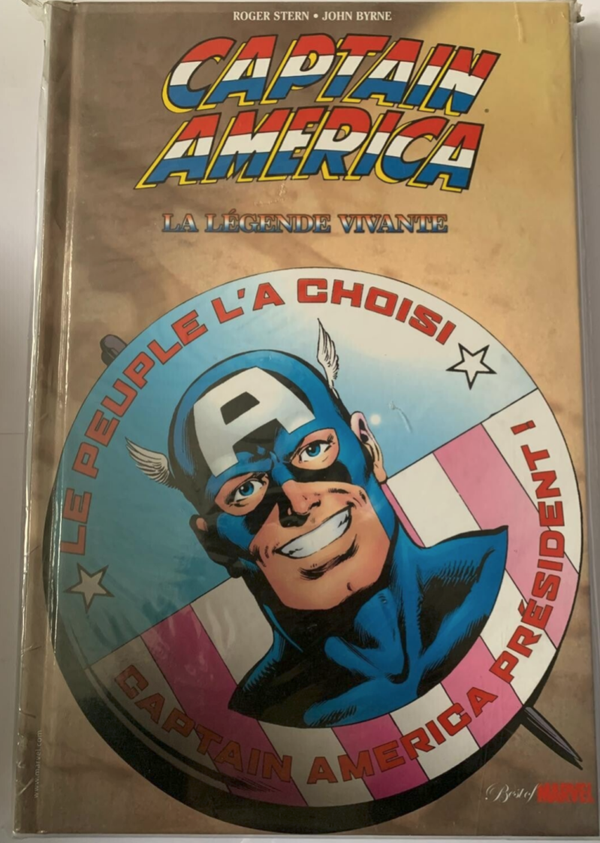 ROGER STERN • JOHN BYRNE
CAPTAIN
AMERICA
LA LÉGENDE VIVANTE
LE PEUPLE L'A CHOISI
CAPTAIN AMERICA PRÉSIDENT !
A
Best of MARVEL